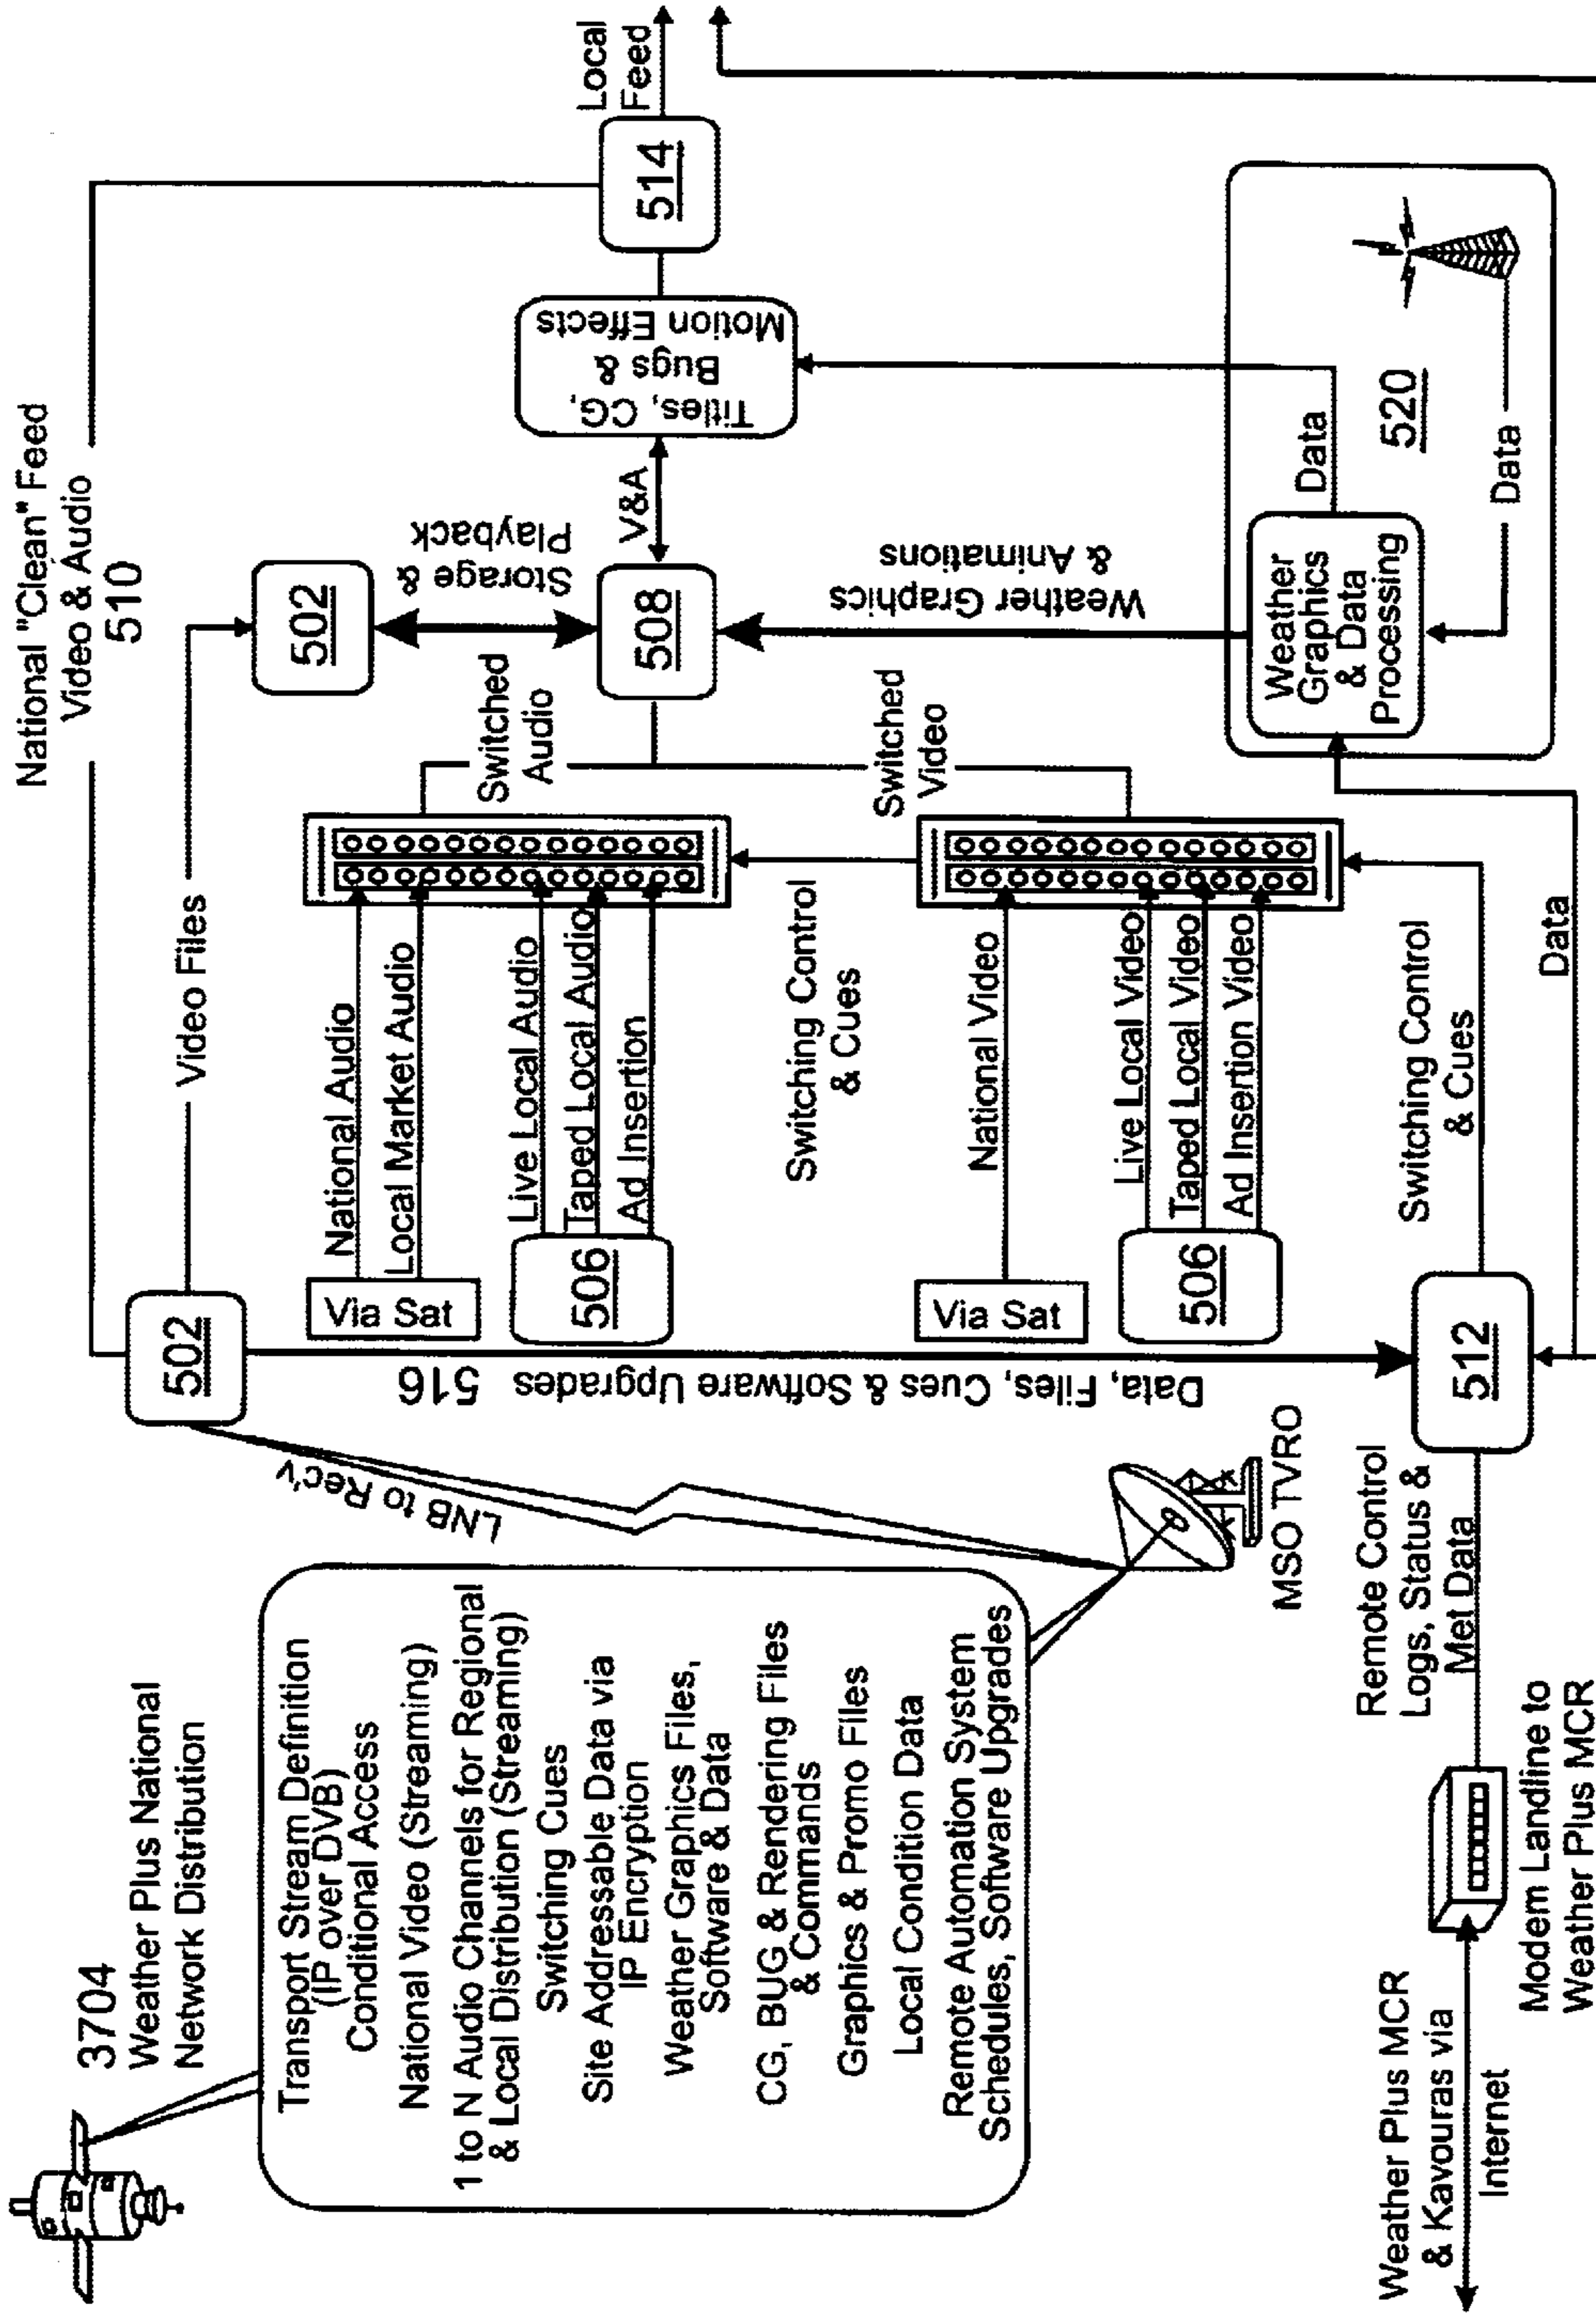 3704
Weather Plus National
Network Distribution
Transport Stream Definition
(IP over DVB)
Conditional Access
National Video (Streaming)
1 to N Audio Channels for Regional
& Local Distribution (Streaming)
Switching Cues
Site Addressable Data via
IP Encryption
Weather Graphics Files,
Software & Data
CG, BUG & Rendering Files
& Commands
Graphics & Promo Files
Local Condition Data
Remote Automation System
Schedules, Software Upgrades
Weather Plus MCR
& Kavouras via
Internet
Modem Landline to
Weather Plus MCR
Remote Control
Logs, Status &
Met Data
MSO TVRO
LNB to Rec'v
502
Data, Files, Cues & Software Upgrades 516
512
Via Sat
506
Via Sat
506
National "Clean" Feed
Video & Audio
510
Video Files
National Audio
Local Market Audio
Live Local Audio
Taped Local Audio
Ad Insertion
Switching Control
& Cues
National Video
Live Local Video
Taped Local Video
Ad Insertion Video
Switching Control
& Cues
Data
Switched
Audio
Switched
Video
502
Storage &
Playback
508
V&A
Weather Graphics
& Animations
Weather
Graphics
& Data
Processing
Data
520
Data
Titles, CG,
Bugs &
Motion Effects
514
Local
Feed